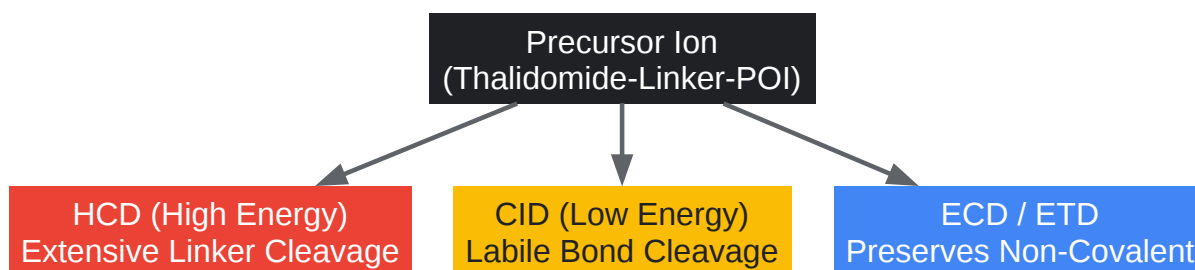 Precursor Ion
(Thalidomide-Linker-POI)
HCD (High Energy)
Extensive Linker Cleavage
CID (Low Energy)
Labile Bond Cleavage
ECD / ETD
Preserves Non-Covalent